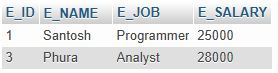 E_ID E_NAME E_JOB E_SALARY
1 Santosh Programmer 25000
3 Phura Analyst 28000